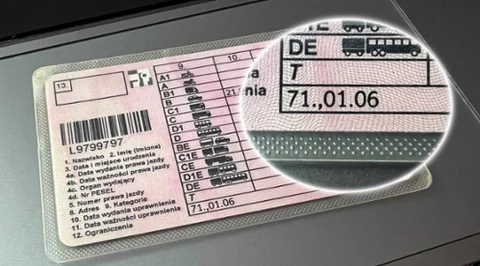 13.
L9799797
1. Nazwisko 2. Imię (imiona)
3. Data i miejsce urodzenia
4a. Data wydania prawa jazdy
4b. Data ważności prawa jazdy
4c. Organ wydający
4d. Nr PESEL
5. Numer prawa jazdy
8. Adres 9. Kategorie
10. Data wydania uprawnienia
11. Data ważności uprawnienia
12. Ograniczenia
9. 10.
A1
A
B1
B 21.
C1
C
D1
D
BE
C1E
CE
D1E
DE
T
71.,01.06
DE
T
enia
71.,01.06